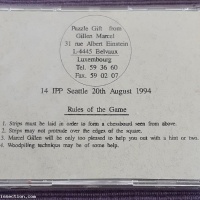 Puzzle Gift from
Gillen Marcel
31 rue Albert Einstein
L-4445 Belvaux
Luxembourg
Tel. 59 36 60
Fax. 59 02 07
14 IPP Seattle 20th August 1994
Rules of the Game
1. Strips must be laid in order to form a chessboard seen from above.
2. Strips may not protrude over the edges of the square.
3. Marcel Gillen will be only too pleased to help you out with a him or two.
4. Woodpiling technique may be of some help.